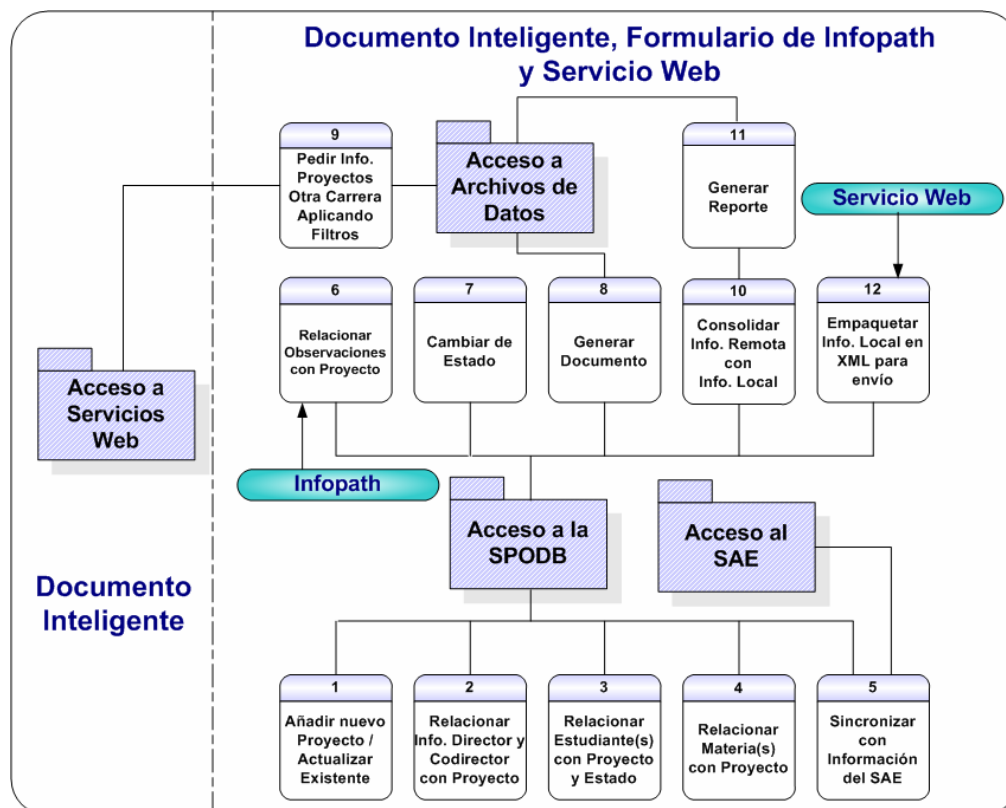 Documento Inteligente, Formulario de Infopath
y Servicio Web
9
Pedir Info.
Proyectos
Otra Carrera
Aplicando
Filtros
Acceso a
Archivos de
Datos
11
Generar
Reporte
Servicio Web
6
Relacionar
Observaciones
con Proyecto
7
Cambiar de
Estado
8
Generar
Documento
10
Consolidar
Info. Remota
con
Info. Local
12
Empaquetar
Info. Local en
XML para
envío
Acceso a
Servicios
Web
Infopath
Acceso a la
SPODB
Acceso al
SAE
Documento
Inteligente
1
Añadir nuevo
Proyecto /
Actualizar
Existente
2
Relacionar
Info. Director y
Codirector
con Proyecto
3
Relacionar
Estudiante(s)
con Proyecto
y Estado
4
Relacionar
Materia(s)
con Proyecto
5
Sincronizar
con
Información
del SAE